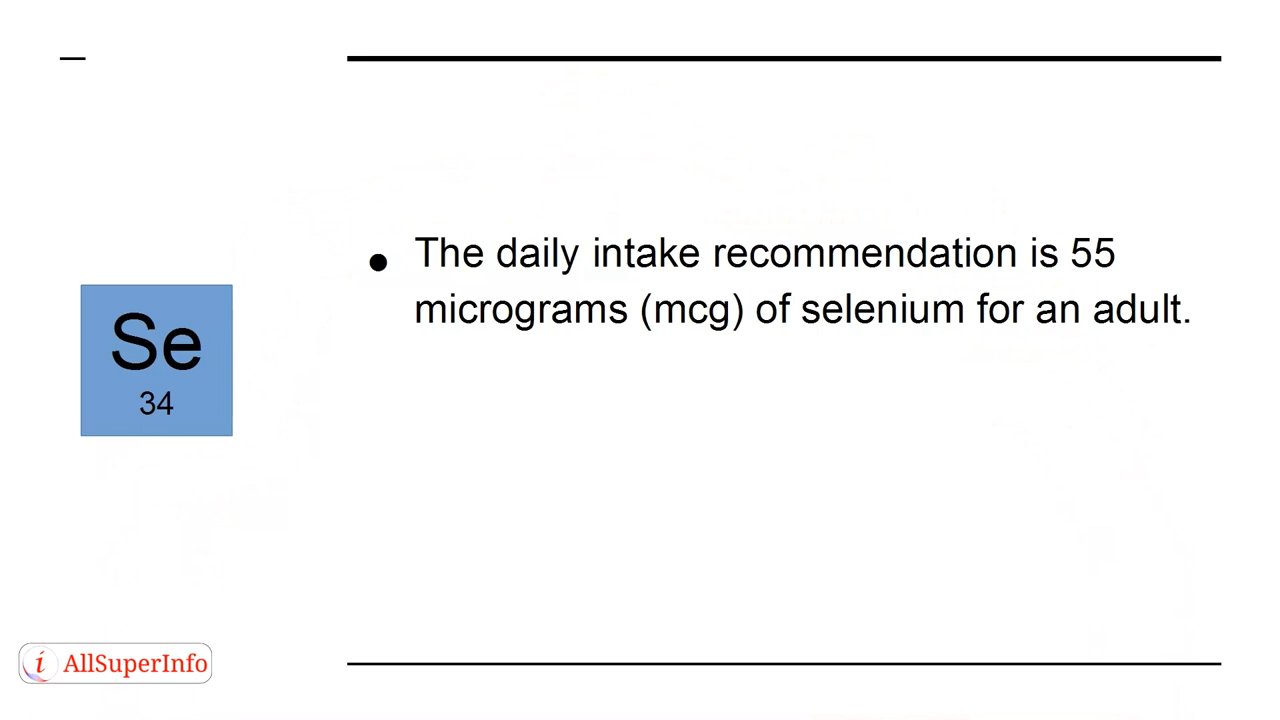 • The daily intake recommendation is 55
micrograms (mcg) of selenium for an adult.
Se
34
i AllSuperInfo